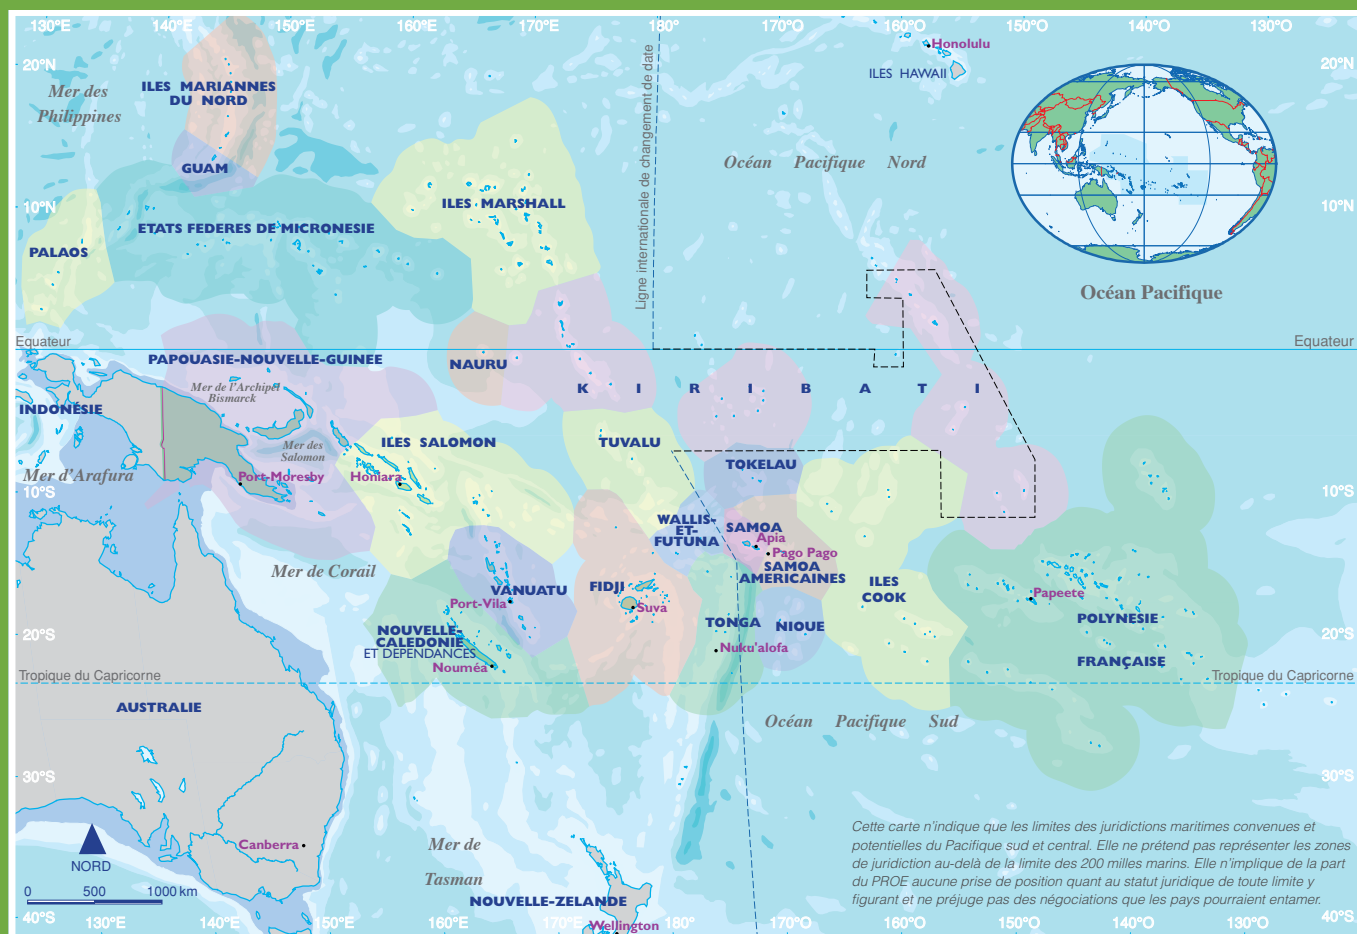 130°E 140°E 150°E 160°E 170°E 180° 170°O 160°O 150°O 140°O 130°O
Honolulu
ILES HAWAII
20°N
20°N
Mer des
Philippines
ILES MARIANNES
DU NORD
GUAM
Ligne internationale de changement de date
Océan Pacifique Nord
10°N
10°N
ILES MARSHALL
ETATS FEDERES DE MICRONESIE
PALAOS
Océan Pacifique
Equateur
Equateur
PAPOUASIE-NOUVELLE-GUINEE
NAURU
K I R I B A T I
Mer de l'Archipel
Bismarck
INDONÉSIE
Mer des
Salomon
ILES SALOMON
TUVALU
TOKELAU
Mer d'Arafura
Port-Moresby
Honiara
10°S
10°S
WALLIS-
ET-
FUTUNA
SAMOA
Apia
Pago Pago
SAMOA
AMERICAINES
Mer de Corail
VANUATU
Port-Vila
FIDJI
Suva
ILES
COOK
Papeete
POLYNESIE
FRANÇAISE
TONGA
NIOUE
Nuku'alofa
20°S
20°S
NOUVELLE-
CALEDONIE
ET DÉPENDANCES
Nouméa
Tropique du Capricorne
Tropique du Capricorne
AUSTRALIE
Océan Pacifique Sud
30°S
30°S
Canberra
NORD
0 500 1000 km
Mer de
Tasman
NOUVELLE-ZELANDE
Wellington
Cette carte n'indique que les limites des juridictions maritimes convenues et
potentielles du Pacifique sud et central. Elle ne prétend pas représenter les zones
de juridiction au-delà de la limite des 200 milles marins. Elle n'implique de la part
du PROE aucune prise de position quant au statut juridique de toute limite y
figurant et ne préjuge pas des négociations que les pays pourraient entamer.
40°S
40°S
130°E 140°E 150°E 160°E 170°E 180° 170°O 160°O 150°O 140°O 130°O